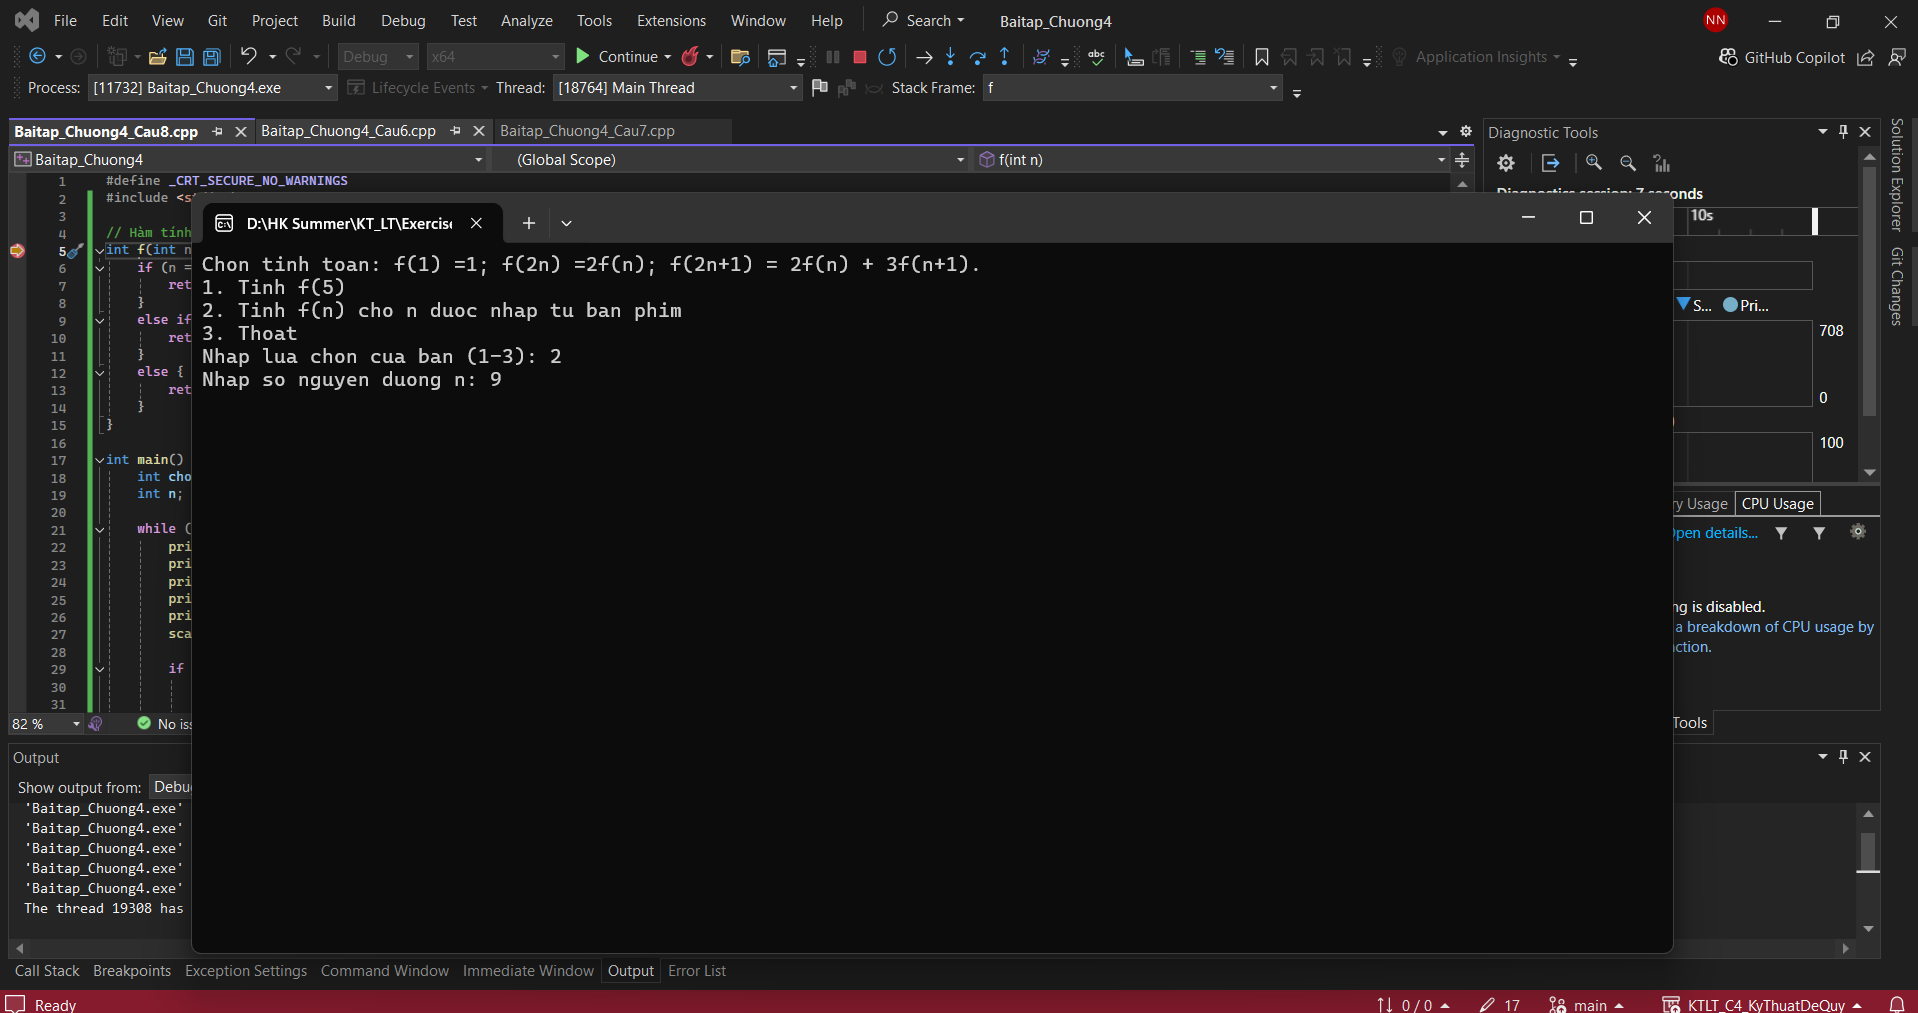 File Edit View Git Project Build Debug Test Analyze Tools Extensions Window Help Search Baitap_Chuong4 NN
Debug x64 Continue abc Application Insights GitHub Copilot
Process: [11732] Baitap_Chuong4.exe Lifecycle Events Thread: [18764] Main Thread Stack Frame: f
Baitap_Chuong4_Cau8.cpp Baitap_Chuong4_Cau6.cpp Baitap_Chuong4_Cau7.cpp
Baitap_Chuong4 (Global Scope) f(int n)
1 #define _CRT_SECURE_NO_WARNINGS
2 #include <s
3
4 // Hàm tính
5 int f(int n
6 if (n =
7 ret
8 }
9 else if
10 ret
11 }
12 else {
13 ret
14 }
15 }
16
17 int main()
18 int cho
19 int n;
20
21 while (
22 pri
23 pri
24 pri
25 pri
26 pri
27 sca
28
29 if
30
31
82 % No is
D:\HK Summer\KT_LT\Exercis
Chon tinh toan: f(1) =1; f(2n) =2f(n); f(2n+1) = 2f(n) + 3f(n+1).
1. Tinh f(5)
2. Tinh f(n) cho n duoc nhap tu ban phim
3. Thoat
Nhap lua chon cua ban (1-3): 2
Nhap so nguyen duong n: 9
Diagnostic Tools
Diagnostics session: 7 seconds
10s
S... Pri...
708
0
100
ry Usage CPU Usage
Open details...
ng is disabled.
a breakdown of CPU usage by
ction.
Tools
Solution Explorer
Git Changes
Output
Show output from: Debu
'Baitap_Chuong4.exe'
'Baitap_Chuong4.exe'
'Baitap_Chuong4.exe'
'Baitap_Chuong4.exe'
'Baitap_Chuong4.exe'
The thread 19308 has
Call Stack Breakpoints Exception Settings Command Window Immediate Window Output Error List
Ready 0 / 0 17 main KTLT_C4_KyThuatDeQuy